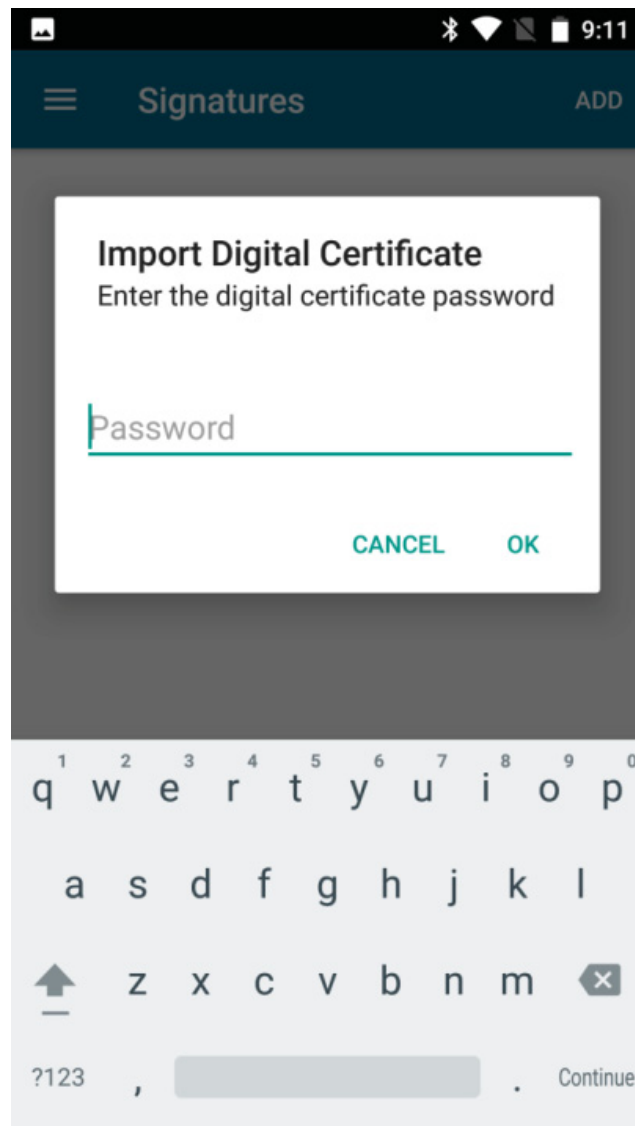 9:11
Signatures ADD
Import Digital Certificate
Enter the digital certificate password
Password
CANCEL OK
1 2 3 4 5 6 7 8 9 0
q w e r t y u i o p
a s d f g h j k l
z x c v b n m
?123 , . Continue